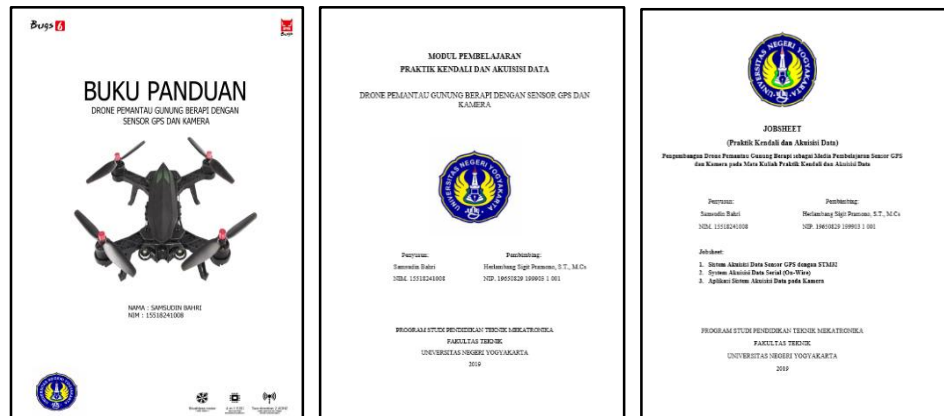 Bugs 6
BUKU PANDUAN
DRONE PEMANTAU GUNUNG BERAPI DENGAN
SENSOR GPS DAN KAMERA
NAMA : SAMSUDIN BAHRI
NIM : 15518241008
MODUL PEMBELAJARAN
PRAKTIK KENDALI DAN AKUISISI DATA
DRONE PEMANTAU GUNUNG BERAPI DENGAN SENSOR GPS DAN
KAMERA
UNIVERSITAS NEGERI YOGYAKARTA
Penyusun:
Samsudin Bahri
NIM. 15518241008
Pembimbing:
Herlambang Sigit Pramono, S.T., M.Cs
NIP. 19650829 199903 1 001
PROGRAM STUDI PENDIDIKAN TEKNIK MEKATRONIKA
FAKULTAS TEKNIK
UNIVERSITAS NEGERI YOGYAKARTA
2019
UNIVERSITAS NEGERI YOGYAKARTA
JOBSHEET
(Praktik Kendali dan Akuisisi Data)
Pengembangan Drone Pemantau Gunung Berapi sebagai Media Pembelajaran Sensor GPS
dan Kamera pada Mata Kuliah Praktik Kendali dan Akuisisi Data
Penyusun:
Samsudin Bahri
NIM. 15518241008
Pembimbing:
Herlambang Sigit Pramono, S.T., M.Cs
NIP. 19650829 199903 1 001
Jobsheet:
1. Sistem Akuisisi Data Sensor GPS dengan STM32
2. System Akuisisi Data Serial (On-Wire)
3. Aplikasi Sistem Akuisisi Data pada Kamera
PROGRAM STUDI PENDIDIKAN TEKNIK MEKATRONIKA
FAKULTAS TEKNIK
UNIVERSITAS NEGERI YOGYAKARTA
2019